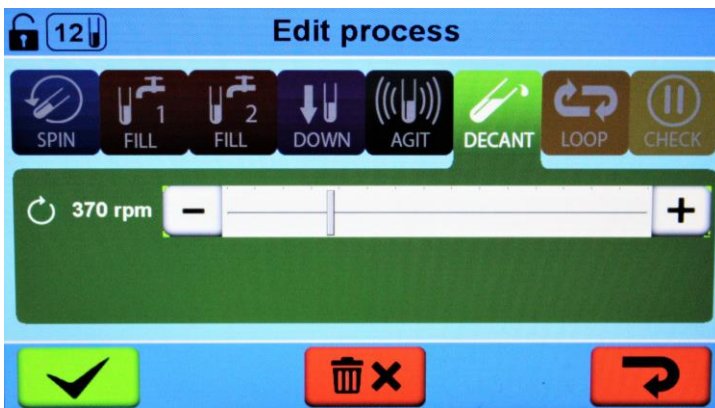 12 Edit process
SPIN
1
FILL
2
FILL
DOWN
AGIT
DECANT
LOOP
CHECK
370 rpm